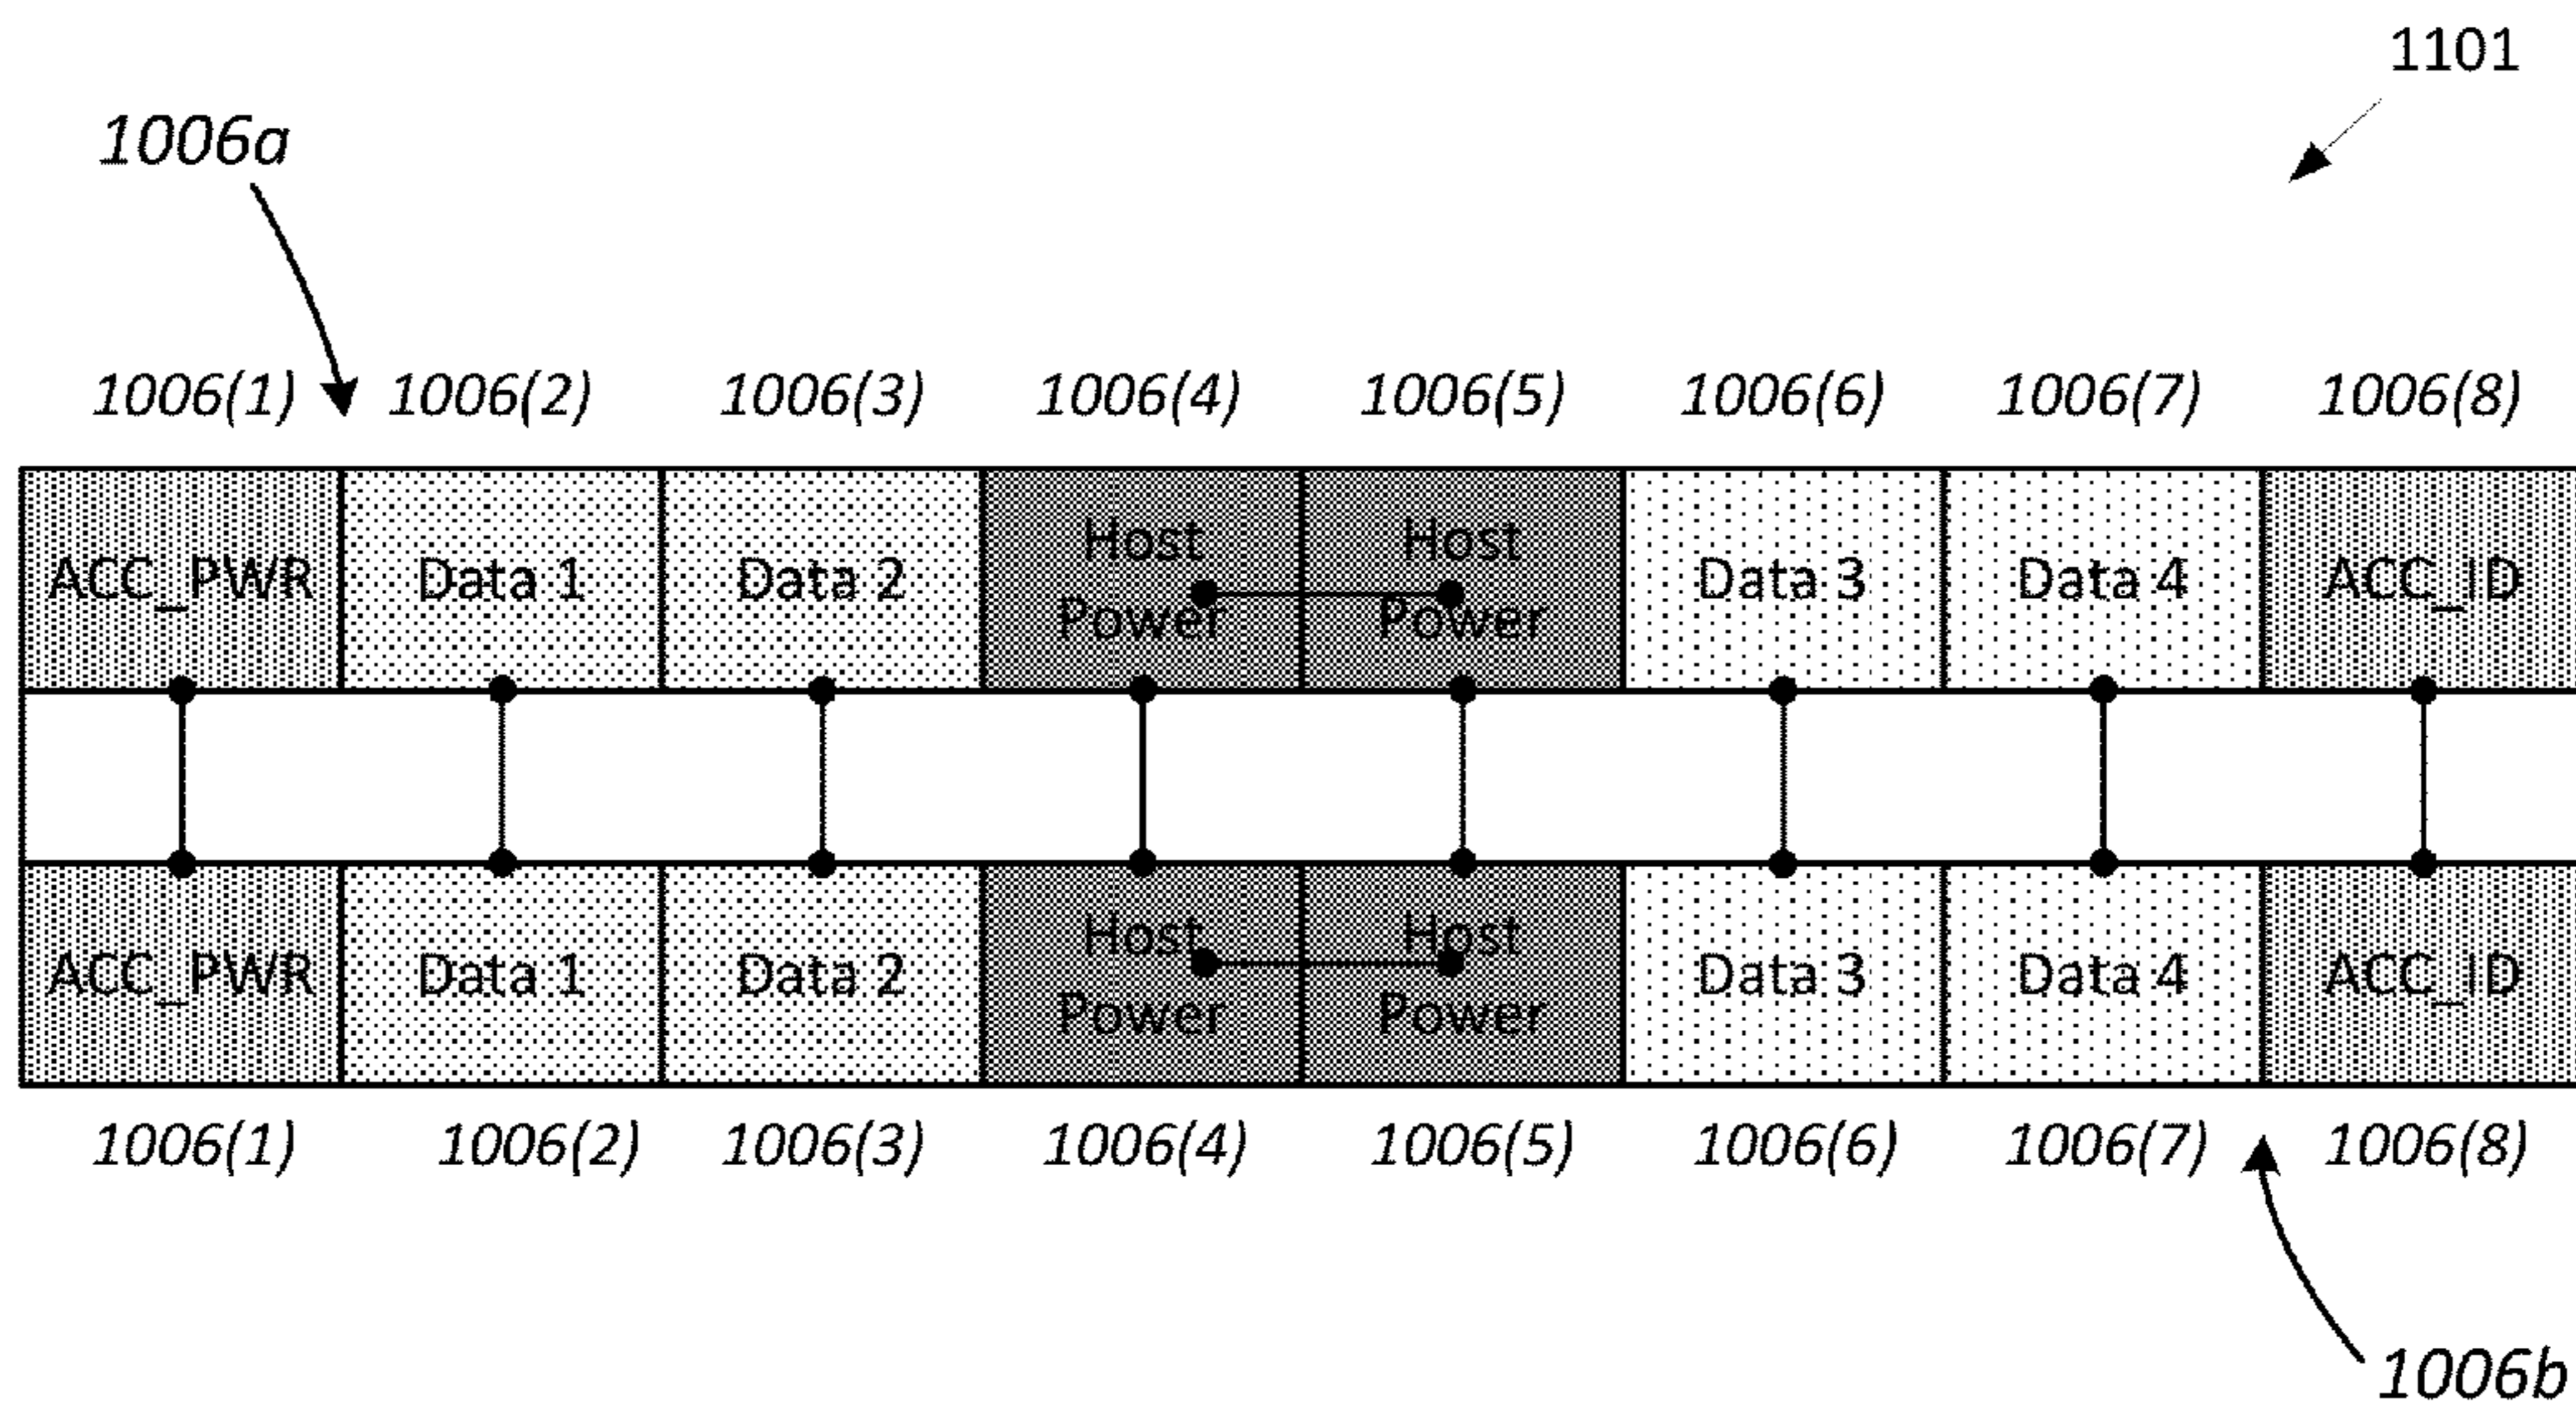 1101
1006a
1006(1) 1006(2) 1006(3) 1006(4) 1006(5) 1006(6) 1006(7) 1006(8)
ACC_PWR Data 1 Data 2 Host Power Host Power Data 3 Data 4 ACC_ID
ACC_PWR Data 1 Data 2 Host Power Host Power Data 3 Data 4 ACC_ID
1006(1) 1006(2) 1006(3) 1006(4) 1006(5) 1006(6) 1006(7) 1006(8)
1006b